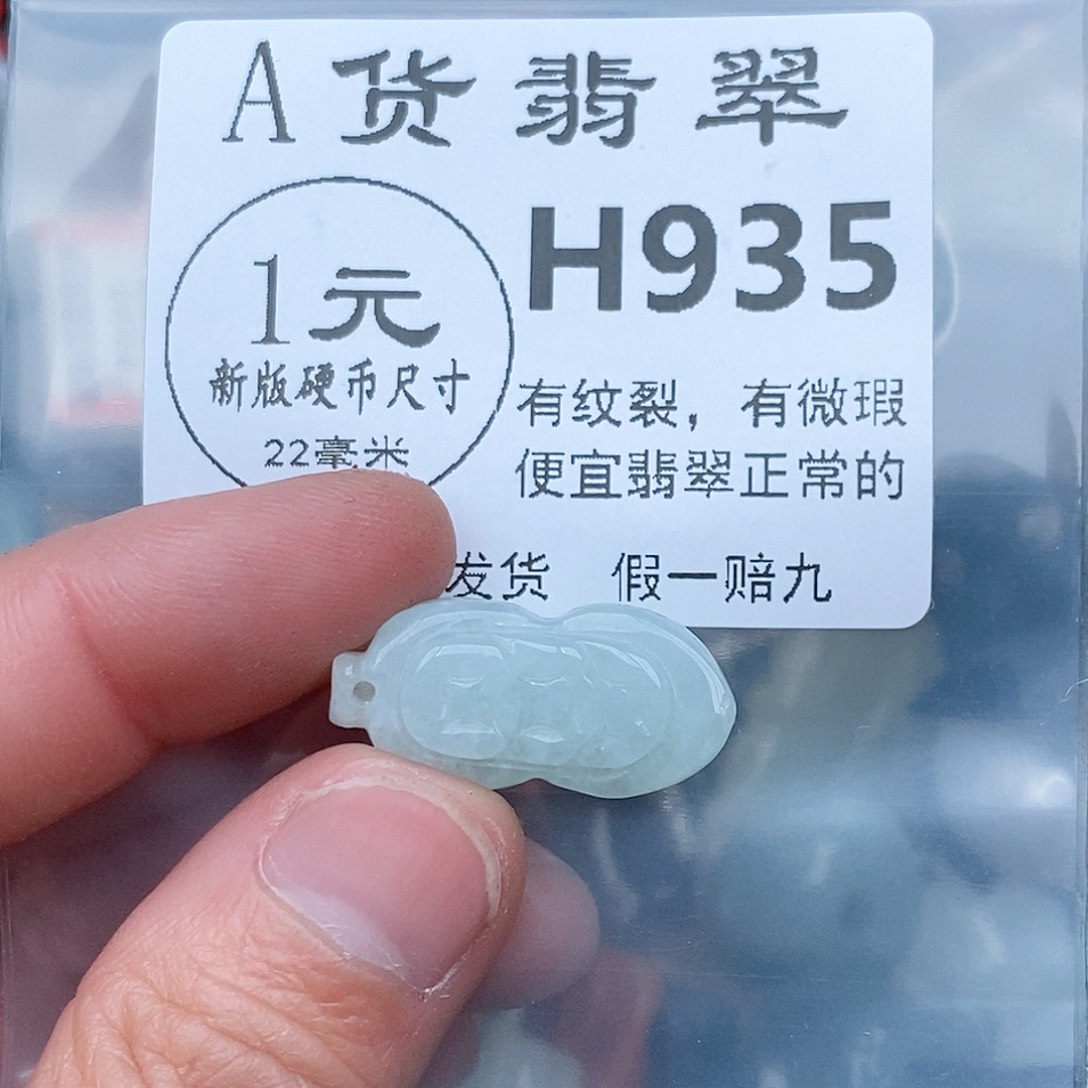 A货翡翠
1元
新版硬币尺寸
22毫米
H935
有纹裂，有微瑕
便宜翡翠正常的
发货 假一赔九